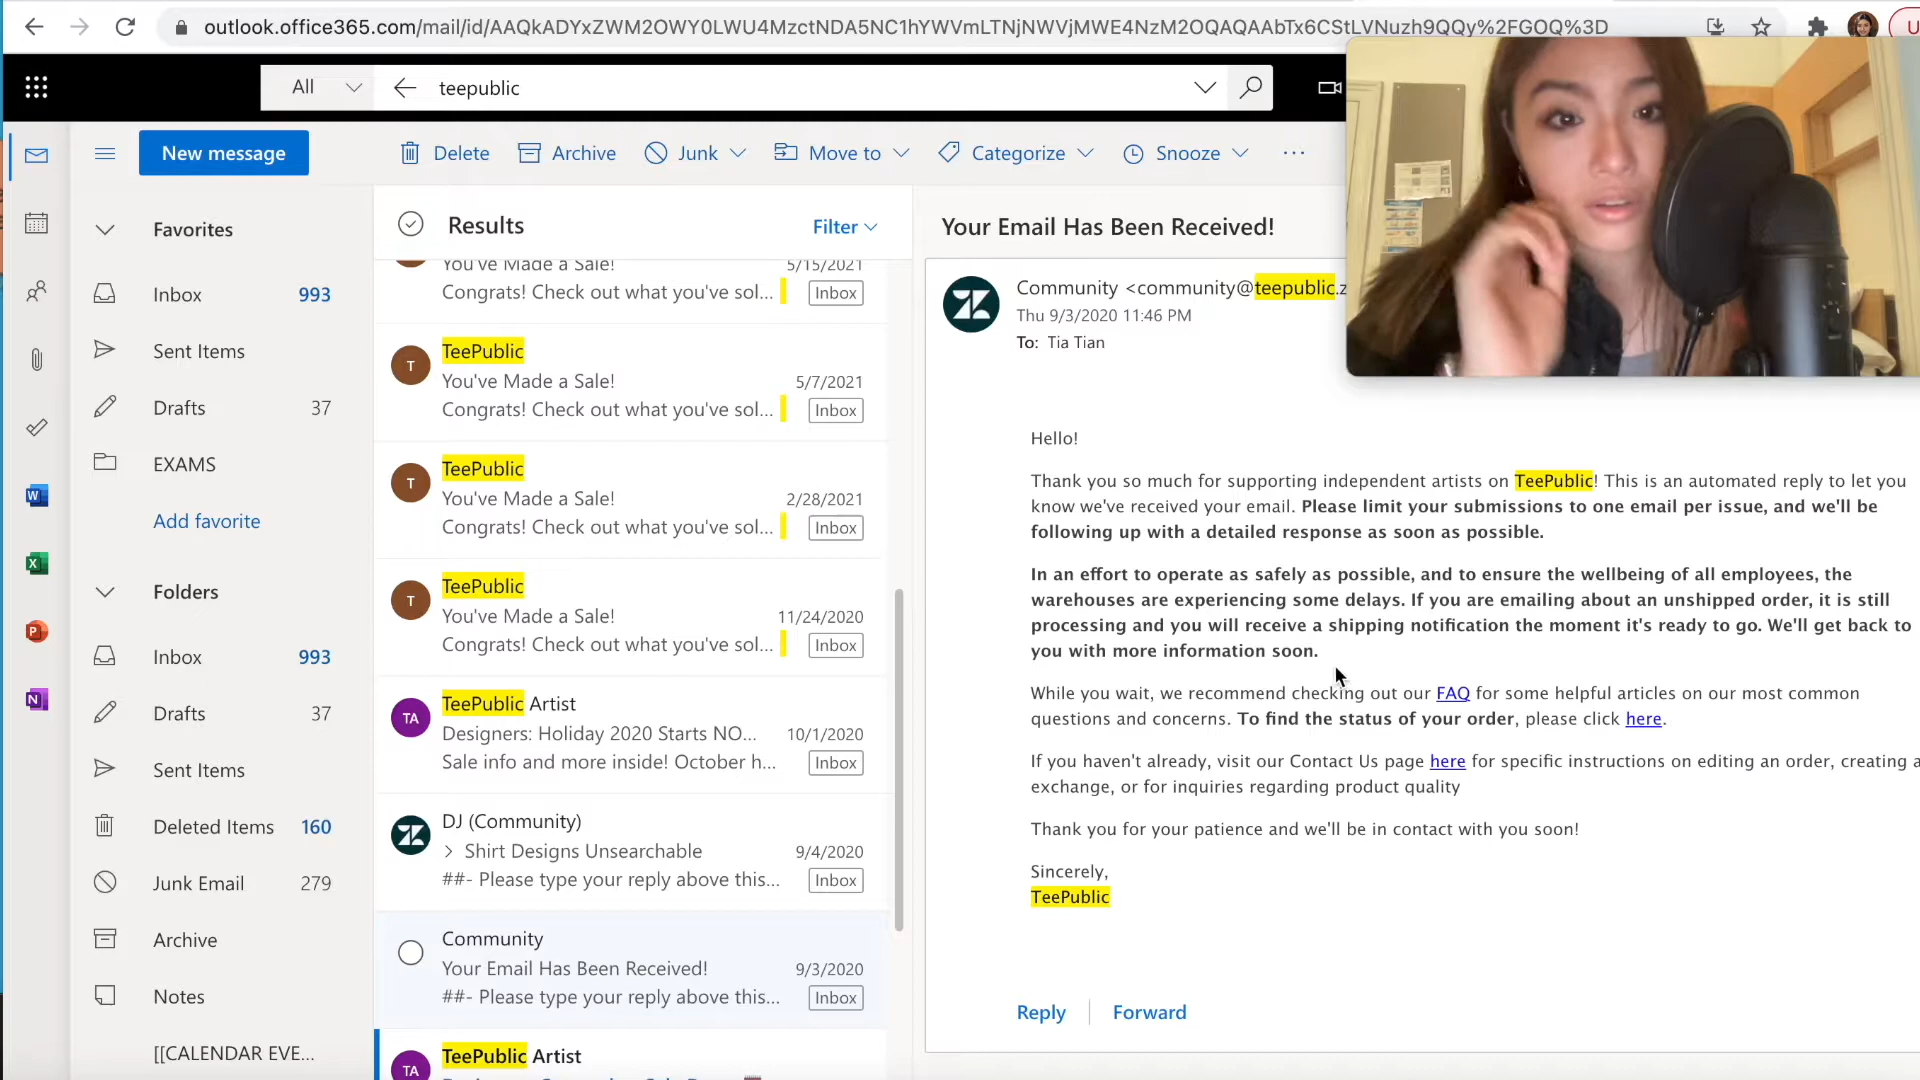 outlook.office365.com/mail/id/AAQkADYxZWM2OWY0LWU4MzctNDA5NC1hYWVmLTNjNWVjMWE4NzM2OQAQAAbTx6CStLVNuzh9QQy%2FGOQ%3D
U
All
teepublic
New message
Delete
Archive
Junk
Move to
Categorize
Snooze
Favorites
Inbox 993
Sent Items
Drafts 37
EXAMS
Add favorite
Folders
Inbox 993
Drafts 37
Sent Items
Deleted Items 160
Junk Email 279
Archive
Notes
[[CALENDAR EVE...
W
X
P
N
Results
Filter
You've Made a Sale! 5/15/2021
Congrats! Check out what you've sol... Inbox
T
TeePublic
You've Made a Sale! 5/7/2021
Congrats! Check out what you've sol... Inbox
T
TeePublic
You've Made a Sale! 2/28/2021
Congrats! Check out what you've sol... Inbox
T
TeePublic
You've Made a Sale! 11/24/2020
Congrats! Check out what you've sol... Inbox
TA
TeePublic Artist
Designers: Holiday 2020 Starts NO... 10/1/2020
Sale info and more inside! October h... Inbox
DJ (Community)
> Shirt Designs Unsearchable 9/4/2020
##- Please type your reply above this... Inbox
Community
Your Email Has Been Received! 9/3/2020
##- Please type your reply above this... Inbox
TA
TeePublic Artist
Your Email Has Been Received!
Community <community@teepublic.z
Thu 9/3/2020 11:46 PM
To: Tia Tian
Hello!
Thank you so much for supporting independent artists on TeePublic! This is an automated reply to let you
know we've received your email. Please limit your submissions to one email per issue, and we'll be
following up with a detailed response as soon as possible.
In an effort to operate as safely as possible, and to ensure the wellbeing of all employees, the
warehouses are experiencing some delays. If you are emailing about an unshipped order, it is still
processing and you will receive a shipping notification the moment it's ready to go. We'll get back to
you with more information soon.
While you wait, we recommend checking out our FAQ for some helpful articles on our most common
questions and concerns. To find the status of your order, please click here.
If you haven't already, visit our Contact Us page here for specific instructions on editing an order, creating a
exchange, or for inquiries regarding product quality
Thank you for your patience and we'll be in contact with you soon!
Sincerely,
TeePublic
Reply
Forward